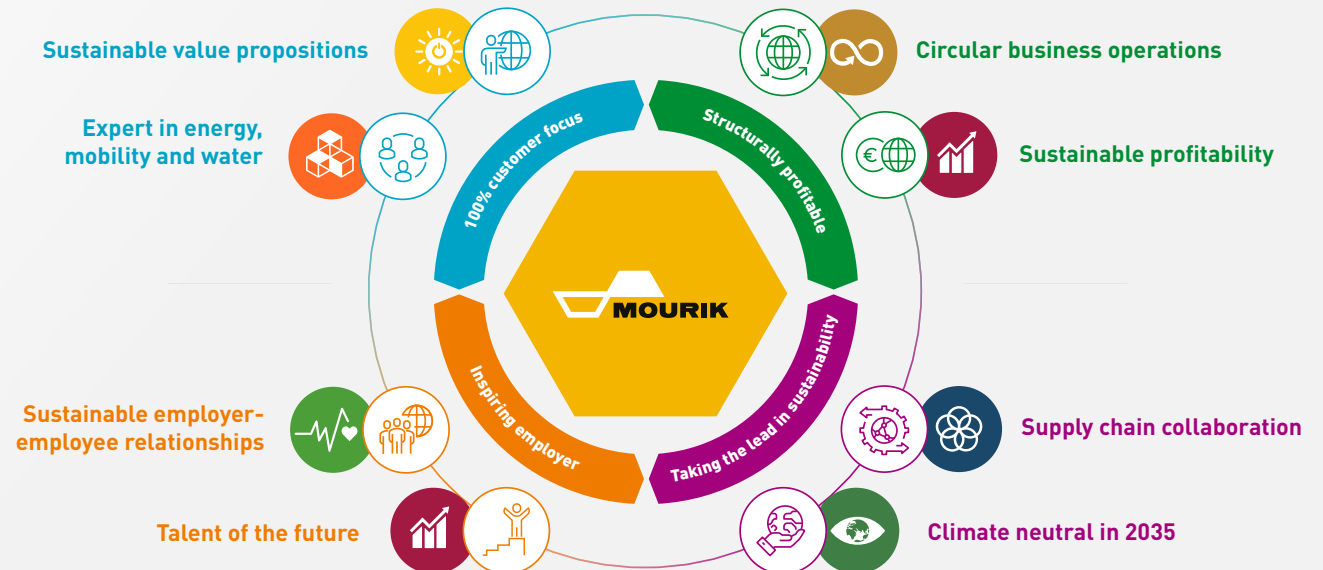 Sustainable value propositions
Circular business operations
Expert in energy,
mobility and water
Sustainable profitability
100% customer focus
Structurally profitable
€
MOURIK
Inspiring employer
Taking the lead in sustainability
Sustainable employer-
employee relationships
Supply chain collaboration
Talent of the future
Climate neutral in 2035